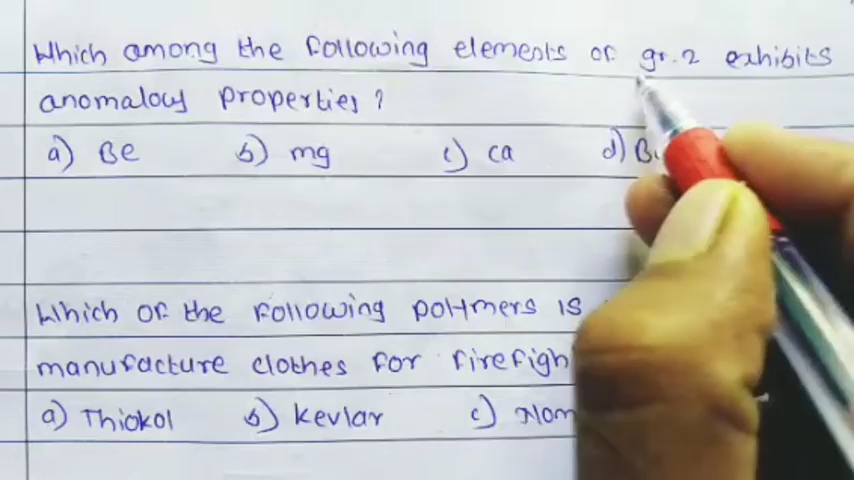 Which among the following elements of gr.2 exhibits
anomalous properties?
a) Be b) mg c) ca d)
Which of the following polymers is
manufacture clothes for
a) Thiokol b) Kevlar c)